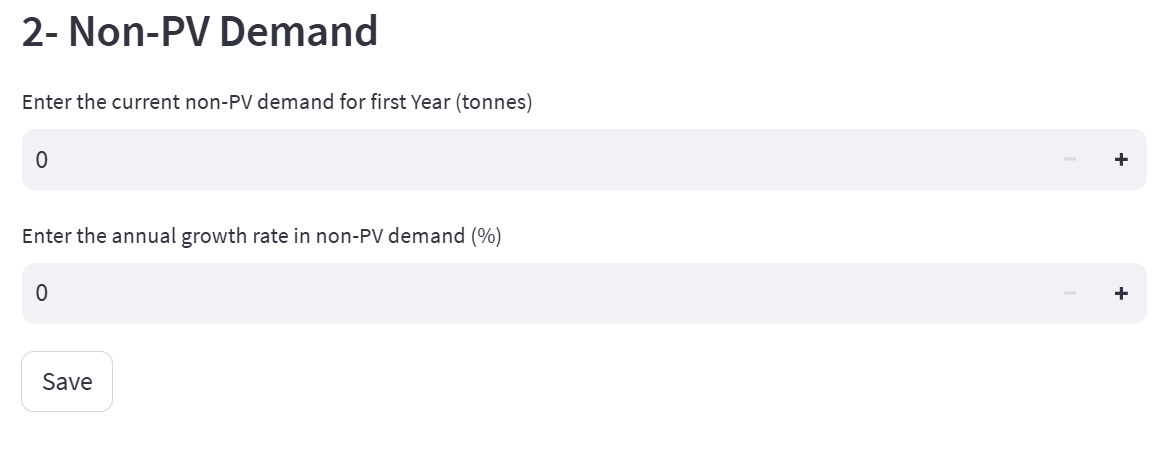 2- Non-PV Demand
Enter the current non-PV demand for first Year (tonnes)
0
Enter the annual growth rate in non-PV demand (%)
0
Save